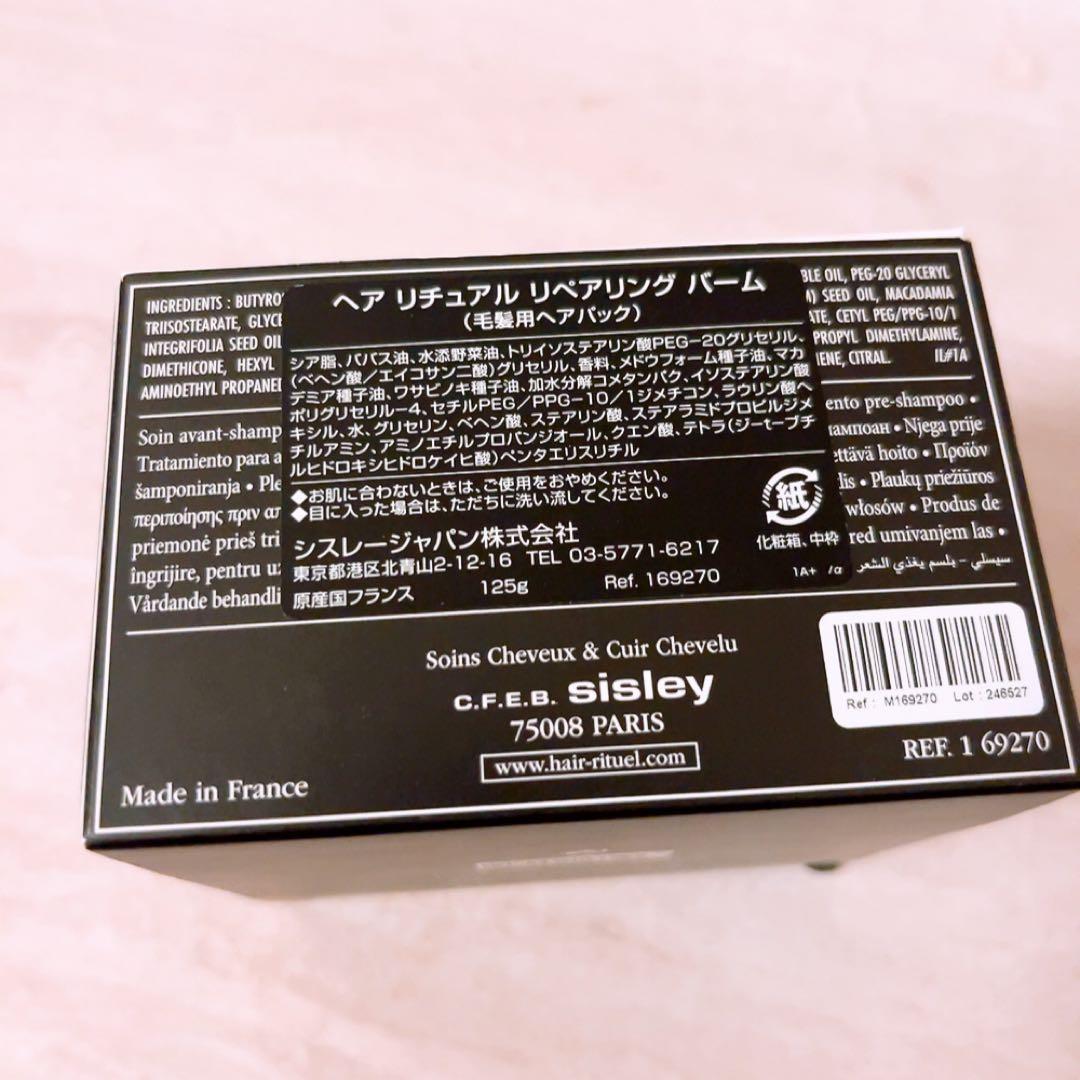 INGREDIENTS : BUTYRO
TRIISOSTEARATE, GLYCE
INTEGRIFOLIA SEED OIL
DIMETHICONE, HEXYL
AMINOETHYL PROPANED
BLE OIL, PEG-20 GLYCERYL
) SEED OIL, MACADAMIA
ATE, CETYL PEG/PPG-10/1
PROPYL DIMETHYLAMINE,
ENE, CITRAL. IL#1A
ヘア リチュアル リペアリング バーム
(毛髪用ヘアパック)
シア脂、ババス油、水添野菜油、トリイソステアリン酸PEG-20グリセリル、
(ベヘン酸/エイコサン二酸)グリセリル、香料、メドウフォーム種子油、マカ
デミア種子油、ワサビノキ種子油、加水分解コメタンパク、イソステアリン酸
ポリグリセリル-4、セチルPEG/PPG-10/1ジメチコン、ラウリン酸ヘ
キシル、水、グリセリン、ベヘン酸、ステアリン酸、ステアラミドプロピルジメ
チルアミン、アミノエチルプロパンジオール、クエン酸、テトラ(ジ-t-ブチ
ルヒドロキシヒドロケイヒ酸)ペンタエリスリチル
◆お肌に合わないときは、ご使用をおやめください。
◆目に入った場合は、ただちに洗い流してください。
シスレージャパン株式会社
東京都港区北青山2-12-16 TEL 03-5771-6217
原産国フランス 125g Ref. 169270
紙
化粧箱、中枠
1A+ /α
Soin avant-shamp
Tratamiento para a
šamponiranja • Ple
περιποίησης πριν απ
priemonė prieš tri
îngrijire, pentru uz
Vårdande behandli
ento pre-shampoo •
шампоан • Njega prije
ettävä hoito • Προϊόν
lis • Plaukų priežiūros
włosów • Produs de
red umivanjem las •
سيسلي - بلسم يغذي الشعر
Soins Cheveux & Cuir Chevelu
C.F.E.B. sisley
75008 PARIS
www.hair-rituel.com
Made in France
Ref : M169270 Lot : 246527
REF. 1 69270